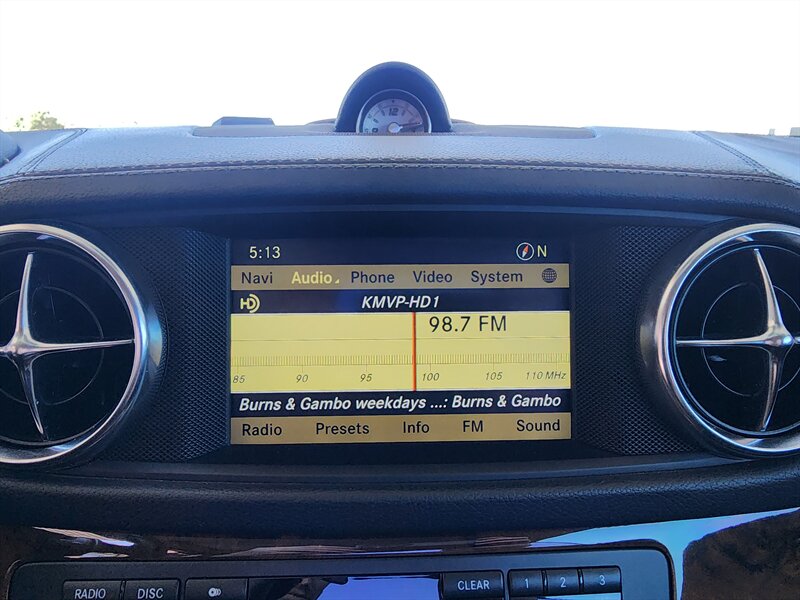 12
5:13 N
Navi Audio Phone Video System
HD KMVP-HD1
98.7 FM
85 90 95 100 105 110 MHz
Burns & Gambo weekdays ...: Burns & Gambo
Radio Presets Info FM Sound
RADIO DISC CLEAR 1 2 3